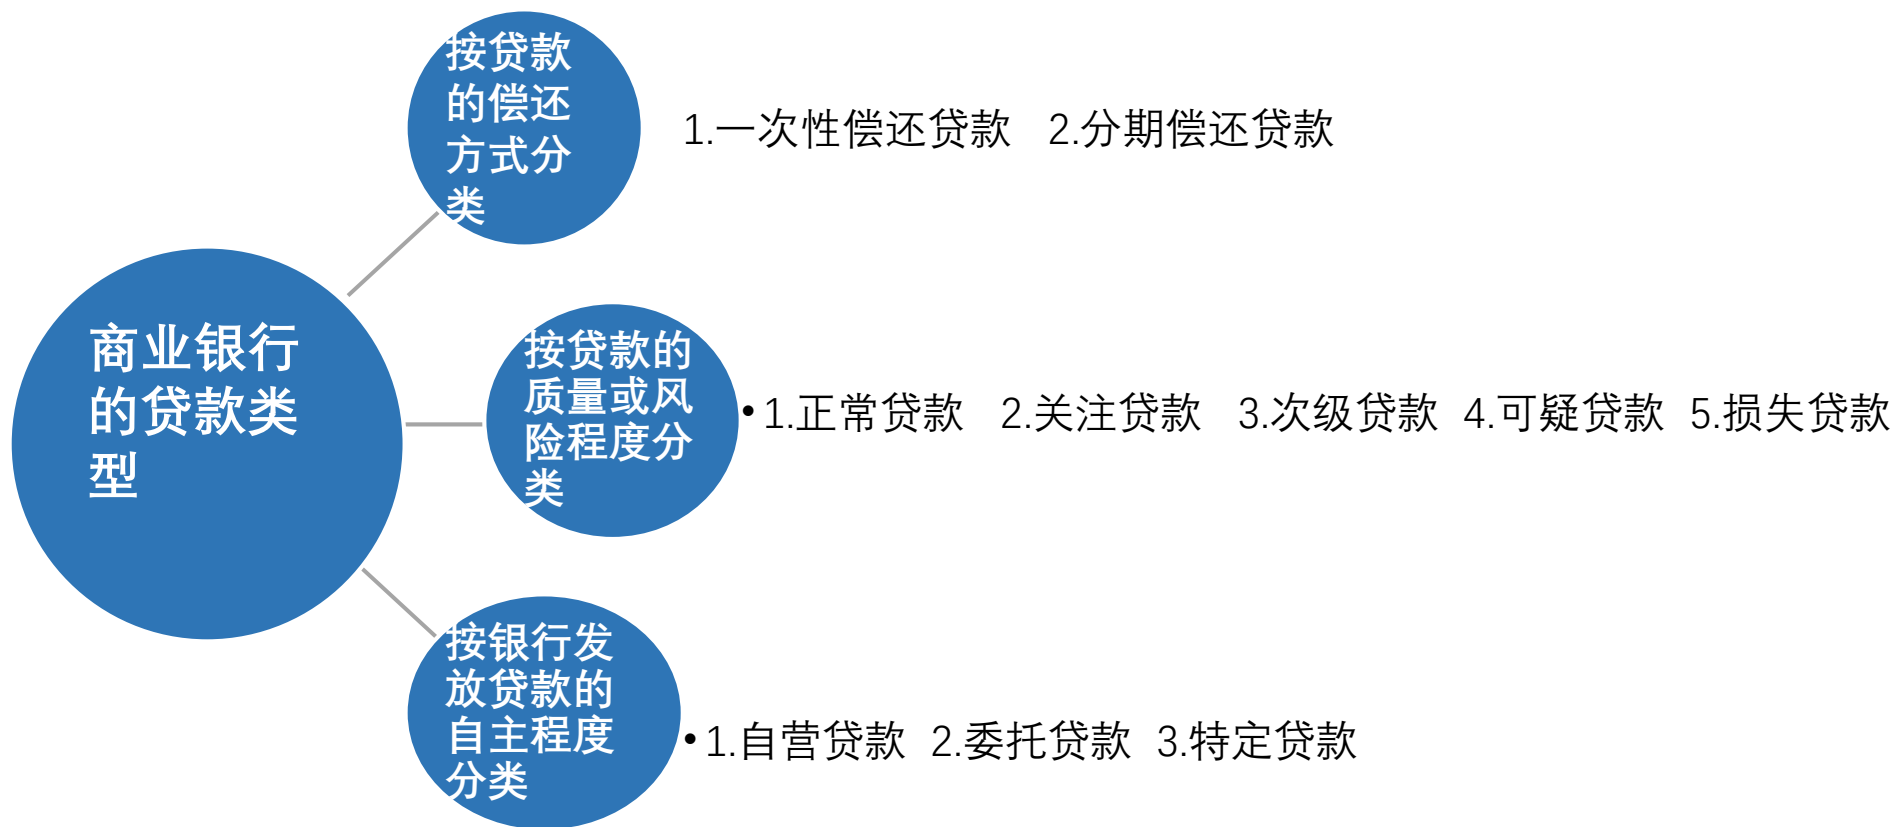 按贷款
的偿还
方式分
类
1.一次性偿还贷款 2.分期偿还贷款
商业银行
的贷款类
型
按贷款的
质量或风
险程度分
类
•1.正常贷款 2.关注贷款 3.次级贷款 4.可疑贷款 5.损失贷款
按银行发
放贷款的
自主程度
分类
•1.自营贷款 2.委托贷款 3.特定贷款